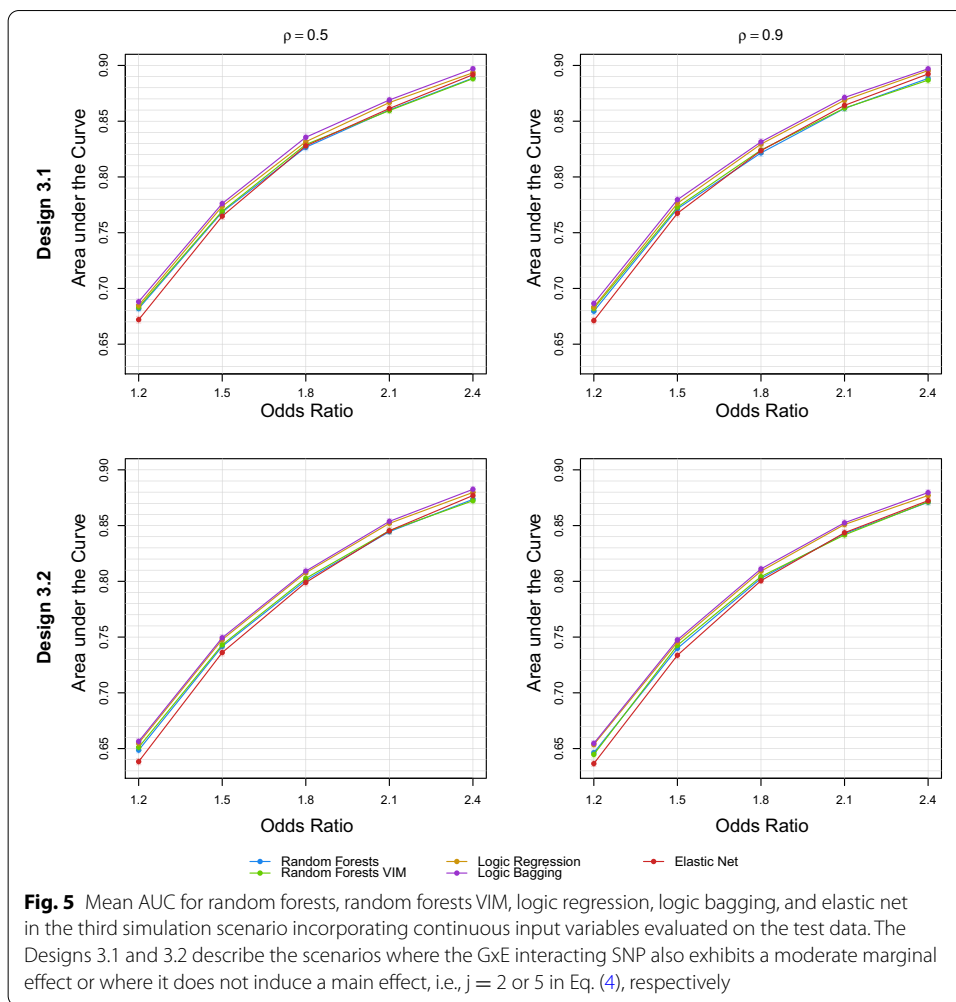 ρ = 0.5
ρ = 0.9
Design 3.1
Area under the Curve
0.90
0.85
0.80
0.75
0.70
0.65
1.2 1.5 1.8 2.1 2.4
Odds Ratio
Area under the Curve
0.90
0.85
0.80
0.75
0.70
0.65
1.2 1.5 1.8 2.1 2.4
Odds Ratio
Design 3.2
Area under the Curve
0.90
0.85
0.80
0.75
0.70
0.65
1.2 1.5 1.8 2.1 2.4
Odds Ratio
Area under the Curve
0.90
0.85
0.80
0.75
0.70
0.65
1.2 1.5 1.8 2.1 2.4
Odds Ratio
Random Forests
Random Forests VIM
Logic Regression
Logic Bagging
Elastic Net
Fig. 5 Mean AUC for random forests, random forests VIM, logic regression, logic bagging, and elastic net
in the third simulation scenario incorporating continuous input variables evaluated on the test data. The
Designs 3.1 and 3.2 describe the scenarios where the GxE interacting SNP also exhibits a moderate marginal
effect or where it does not induce a main effect, i.e., j = 2 or 5 in Eq. (4), respectively